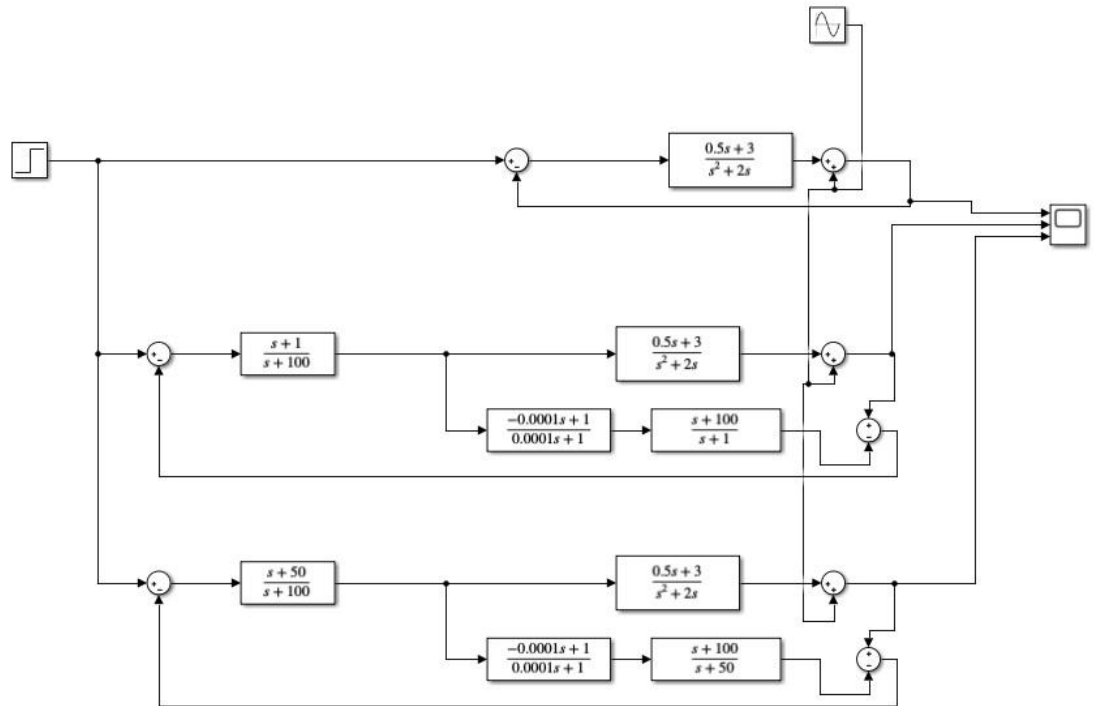 0.5s + 3
s² + 2s
s + 1
s + 100
0.5s + 3
s² + 2s
-0.0001s + 1
0.0001s + 1
s + 100
s + 1
s + 50
s + 100
0.5s + 3
s² + 2s
-0.0001s + 1
0.0001s + 1
s + 100
s + 50